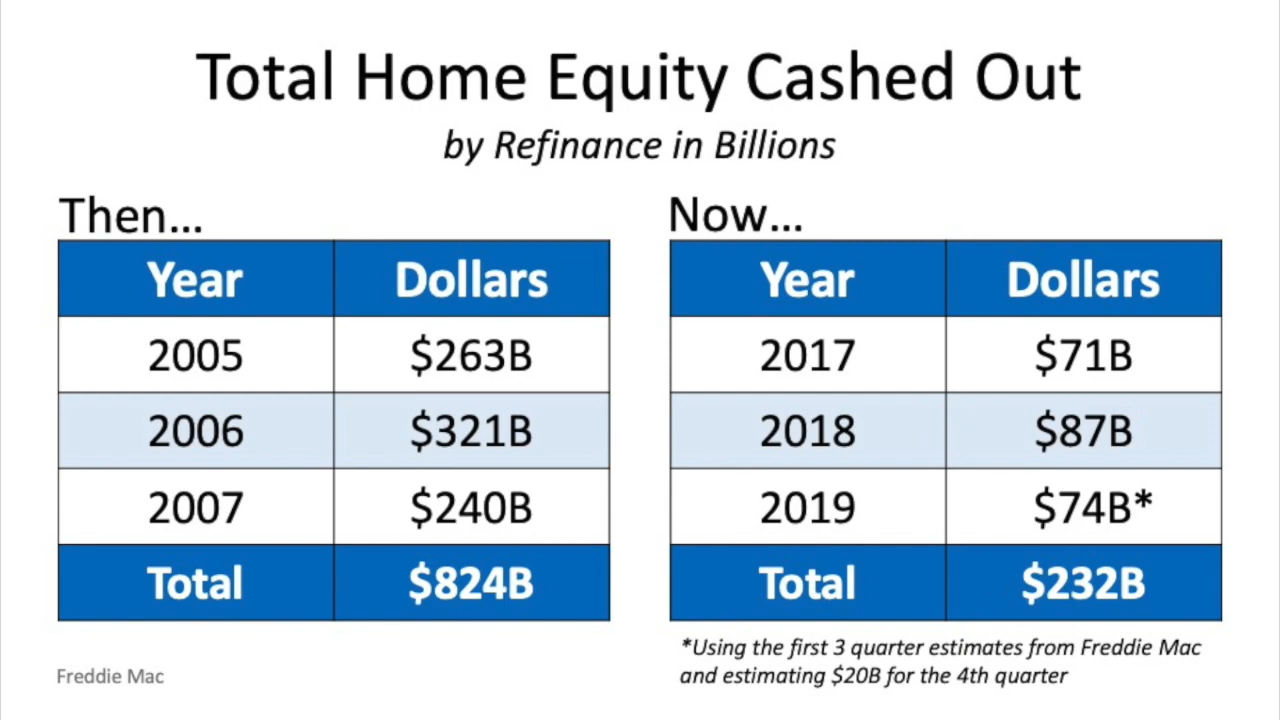 Total Home Equity Cashed Out
by Refinance in Billions
Then...
Year Dollars
2005 $263B
2006 $321B
2007 $240B
Total $824B
Now...
Year Dollars
2017 $71B
2018 $87B
2019 $74B*
Total $232B
*Using the first 3 quarter estimates from Freddie Mac
and estimating $20B for the 4th quarter
Freddie Mac